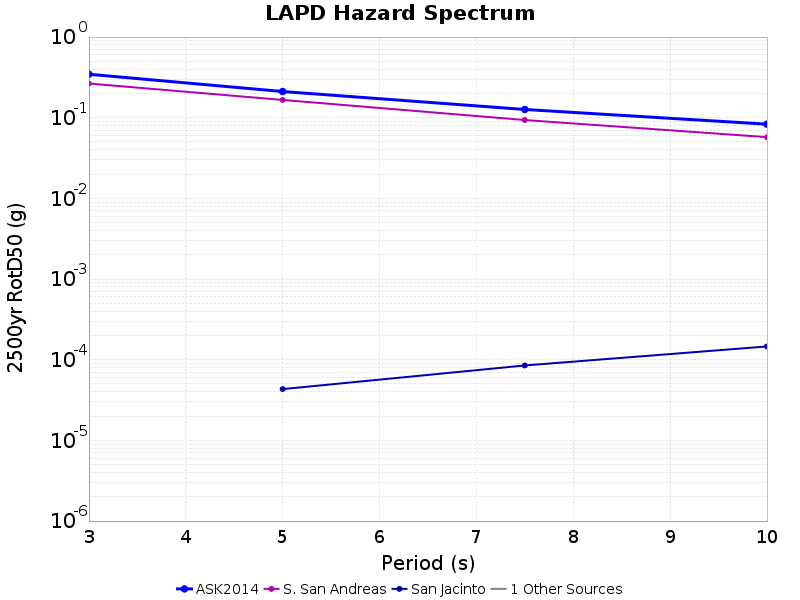 LAPD Hazard Spectrum
10^0
10^-1
10^-2
10^-3
10^-4
10^-5
10^-6
2500yr RotD50 (g)
3 4 5 6 7 8 9 10
Period (s)
ASK2014 S. San Andreas San Jacinto 1 Other Sources